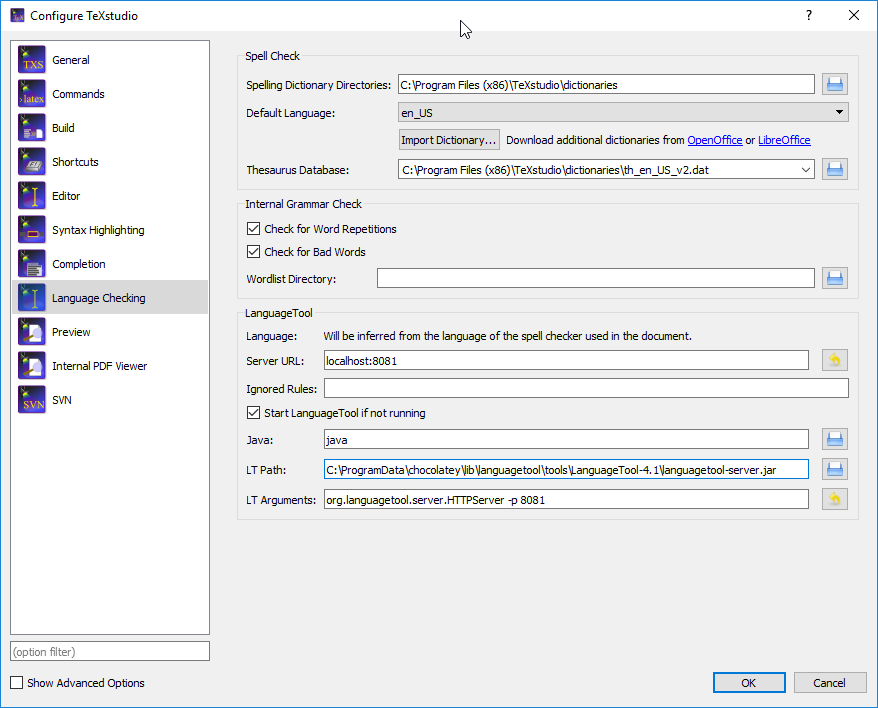 Configure TeXstudio
?
TXS General
latex Commands
Build
Shortcuts
Editor
Syntax Highlighting
Completion
Language Checking
Preview
Internal PDF Viewer
SVN SVN
(option filter)
Show Advanced Options
Spell Check
Spelling Dictionary Directories: C:\Program Files (x86)\TeXstudio\dictionaries
Default Language: en_US
Import Dictionary... Download additional dictionaries from OpenOffice or LibreOffice
Thesaurus Database: C:\Program Files (x86)\TeXstudio\dictionaries\th_en_US_v2.dat
Internal Grammar Check
Check for Word Repetitions
Check for Bad Words
Wordlist Directory:
LanguageTool
Language: Will be inferred from the language of the spell checker used in the document.
Server URL: localhost:8081
Ignored Rules:
Start LanguageTool if not running
Java: java
LT Path: C:\ProgramData\chocolatey\lib\languagetool\tools\LanguageTool-4.1\languagetool-server.jar
LT Arguments: org.languagetool.server.HTTPServer -p 8081
OK Cancel